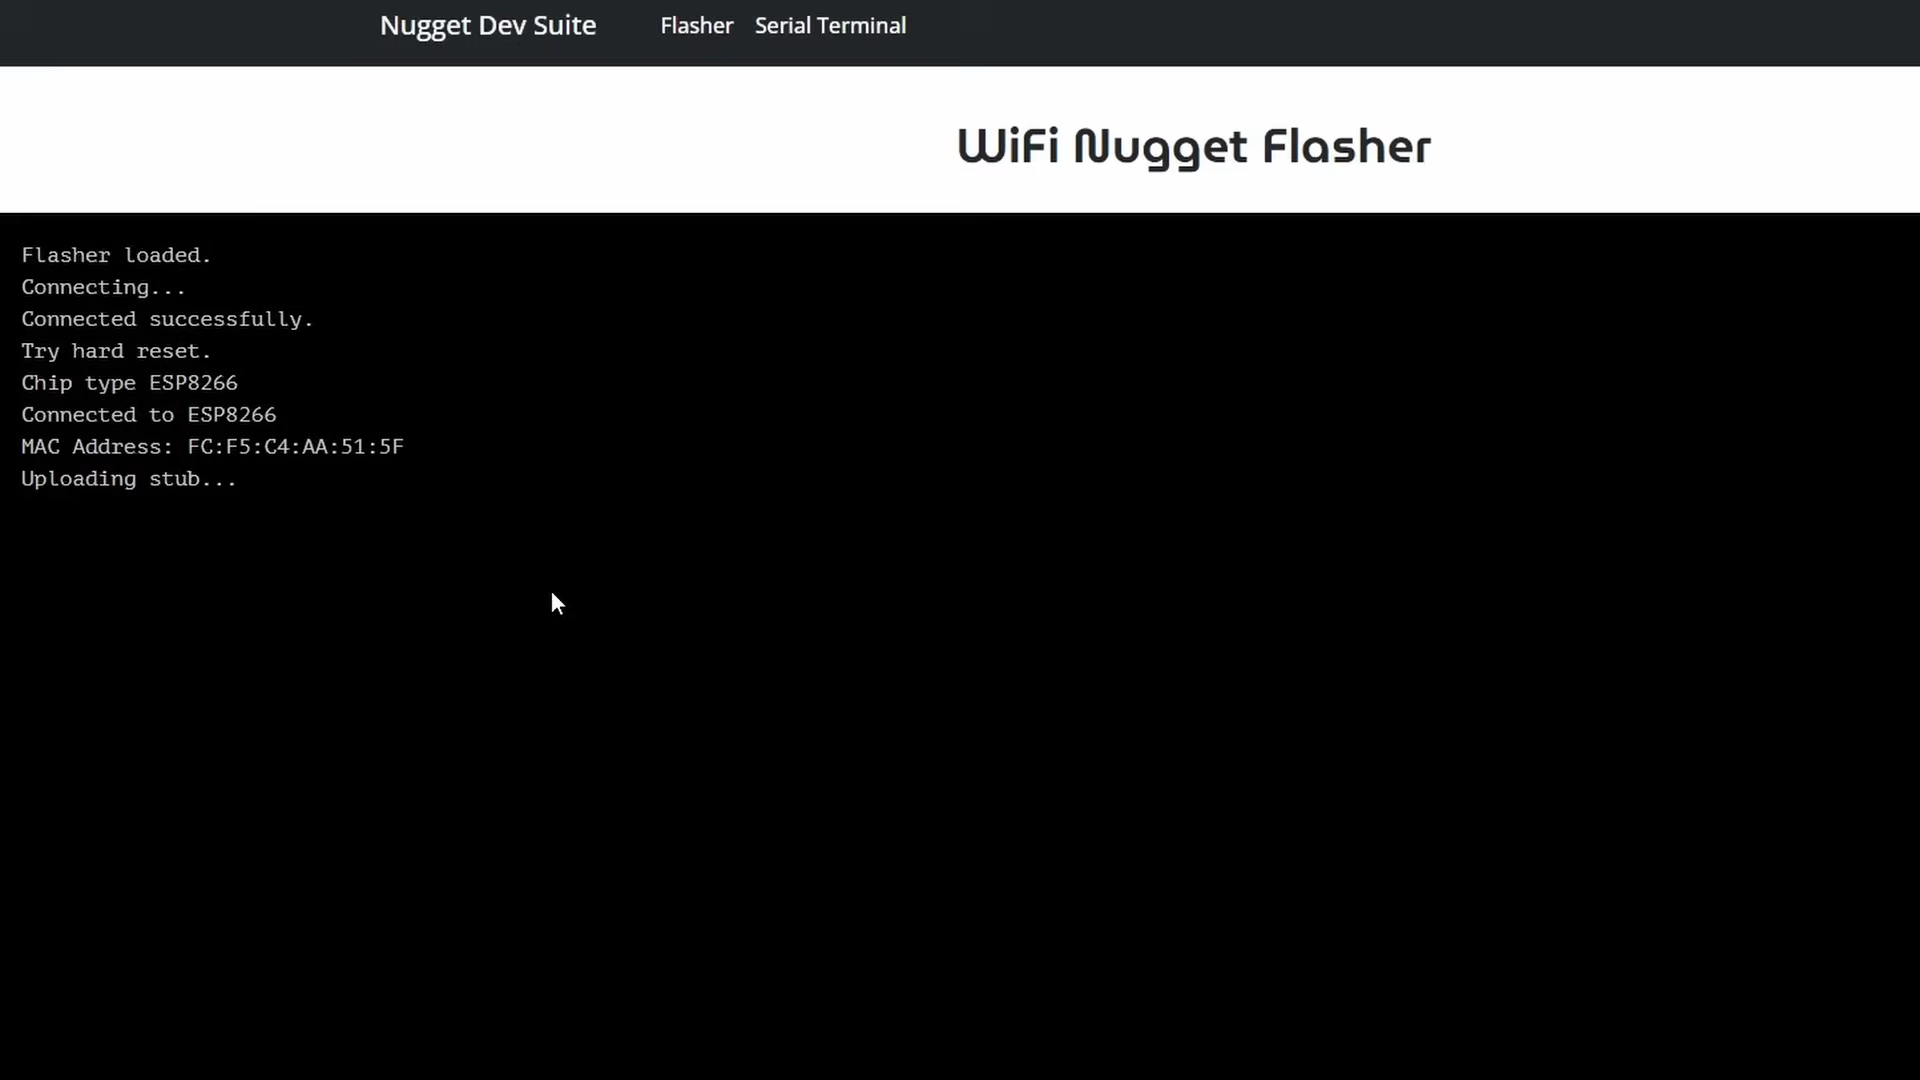 Nugget Dev Suite Flasher Serial Terminal
WiFi Nugget Flasher
Flasher loaded.
Connecting...
Connected successfully.
Try hard reset.
Chip type ESP8266
Connected to ESP8266
MAC Address: FC:F5:C4:AA:51:5F
Uploading stub...